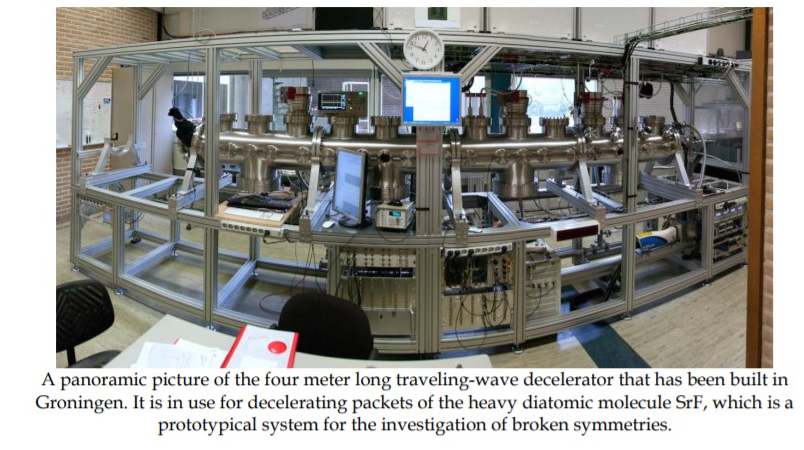 A panoramic picture of the four meter long traveling-wave decelerator that has been built in
Groningen. It is in use for decelerating packets of the heavy diatomic molecule SrF, which is a
prototypical system for the investigation of broken symmetries.